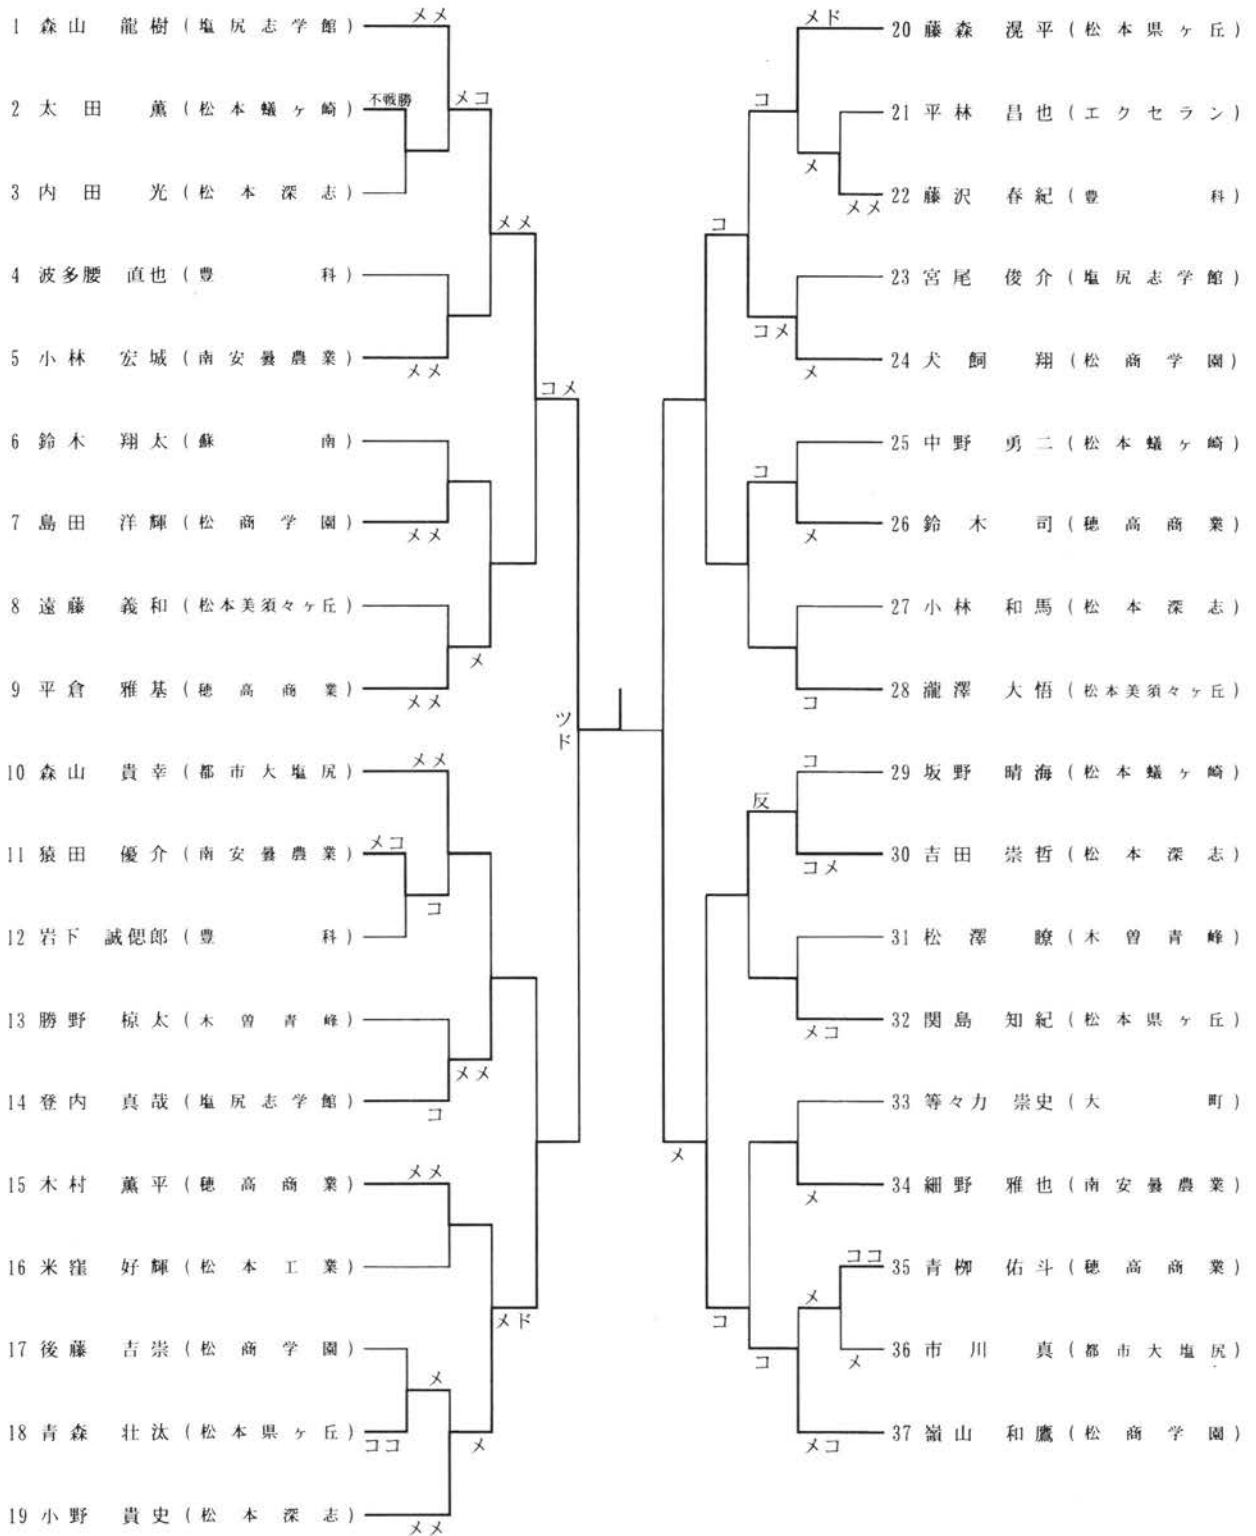 メメ
1 森山 龍樹 (塩尻志学館)
不戦勝
メコ
2 太田 薫 (松本蟻ヶ崎)
3 内田 光 (松本深志)
メメ
4 波多腰 直也 (豊科)
5 小林 宏城 (南安曇農業)
メメ
コメ
6 鈴木 翔太 (蘇南)
7 島田 洋輝 (松商学園)
メメ
8 遠藤 義和 (松本美須々ヶ丘)
メ
9 平倉 雅基 (穂高商業)
メメ
ツド
メメ
10 森山 貴幸 (都市大塩尻)
メコ
11 猿田 優介 (南安曇農業)
コ
12 岩下 誠偲郎 (豊科)
13 勝野 椋太 (木曽青峰)
メメ
14 登内 真哉 (塩尻志学館)
コ
メメ
15 木村 薫平 (穂高商業)
16 米窪 好輝 (松本工業)
メド
17 後藤 吉崇 (松商学園)
メ
18 青森 壮汰 (松本県ヶ丘)
ココ
メ
19 小野 貴史 (松本深志)
メメ
メド
20 藤森 滉平 (松本県ヶ丘)
コ
21 平林 昌也 (エクセラン)
メ
22 藤沢 春紀 (豊科)
メメ
コ
23 宮尾 俊介 (塩尻志学館)
コメ
24 犬飼 翔 (松商学園)
メ
25 中野 勇二 (松本蟻ヶ崎)
コ
26 鈴木 司 (穂高商業)
メ
27 小林 和馬 (松本深志)
28 瀧澤 大悟 (松本美須々ヶ丘)
コ
コ
29 坂野 晴海 (松本蟻ヶ崎)
反
30 吉田 崇哲 (松本深志)
コメ
31 松澤 瞭 (木曽青峰)
32 関島 知紀 (松本県ヶ丘)
メコ
33 等々力 崇史 (大町)
メ
34 細野 雅也 (南安曇農業)
メ
ココ
35 青柳 佑斗 (穂高商業)
メ
コ
36 市川 真 (都市大塩尻)
メ
コ
37 嶺山 和鷹 (松商学園)
メコ